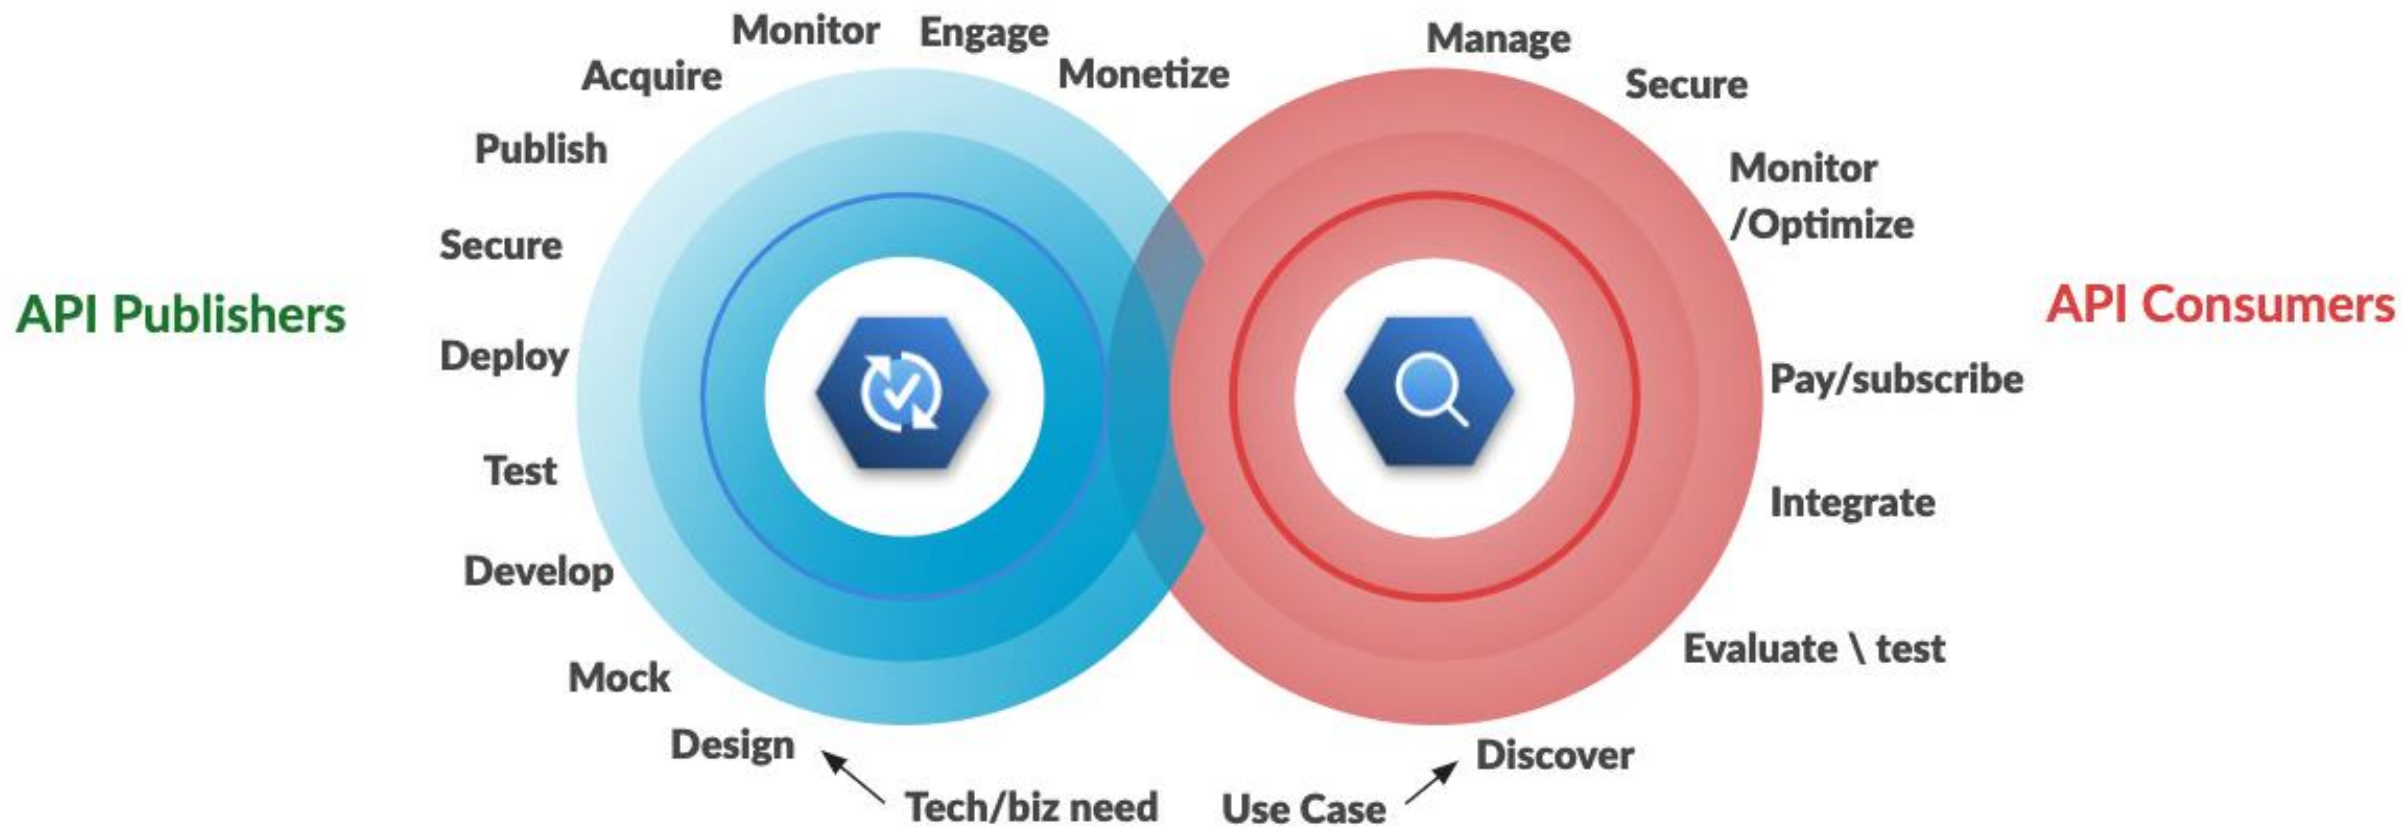 Monitor
Engage
Manage
Acquire
Monetize
Secure
Publish
Monitor
/Optimize
Secure
API Publishers
API Consumers
Deploy
Pay/subscribe
Test
Integrate
Develop
Evaluate \ test
Mock
Design
Discover
Tech/biz need
Use Case